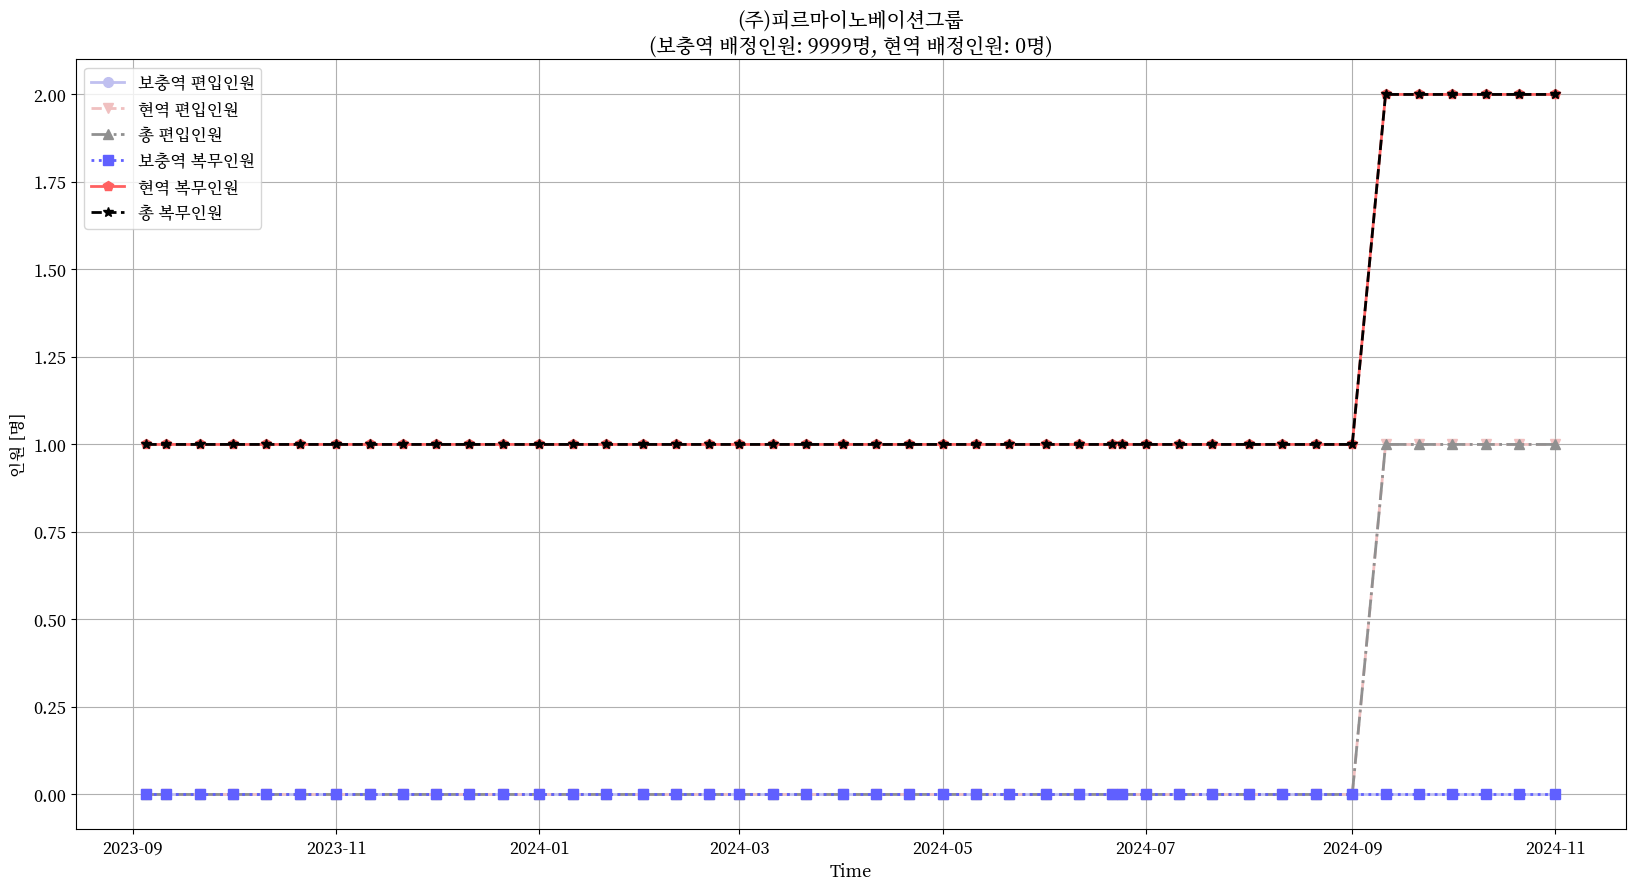 (주)피르마이노베이션그룹
(보충역 배정인원: 9999명, 현역 배정인원: 0명)
보충역 편입인원
현역 편입인원
총 편입인원
보충역 복무인원
현역 복무인원
총 복무인원
2.00
1.75
1.50
1.25
1.00
0.75
0.50
0.25
0.00
인원 [명]
2023-09
2023-11
2024-01
2024-03
2024-05
2024-07
2024-09
2024-11
Time